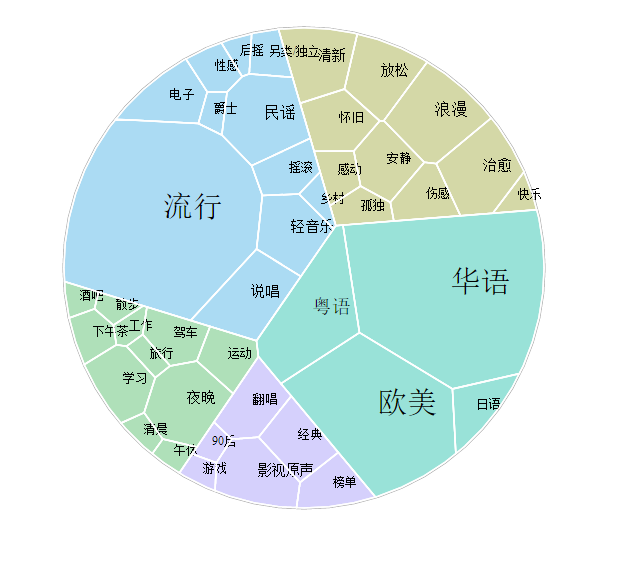 后摇
另类/独立
清新
性感
放松
电子
爵士
民谣
怀旧
浪漫
安静
治愈
摇滚
感动
伤感
快乐
乡村
孤独
流行
轻音乐
说唱
粤语
华语
酒吧
散步
下午茶
工作
驾车
旅行
运动
学习
夜晚
翻唱
欧美
日语
清晨
90后
经典
午休
游戏
影视原声
榜单